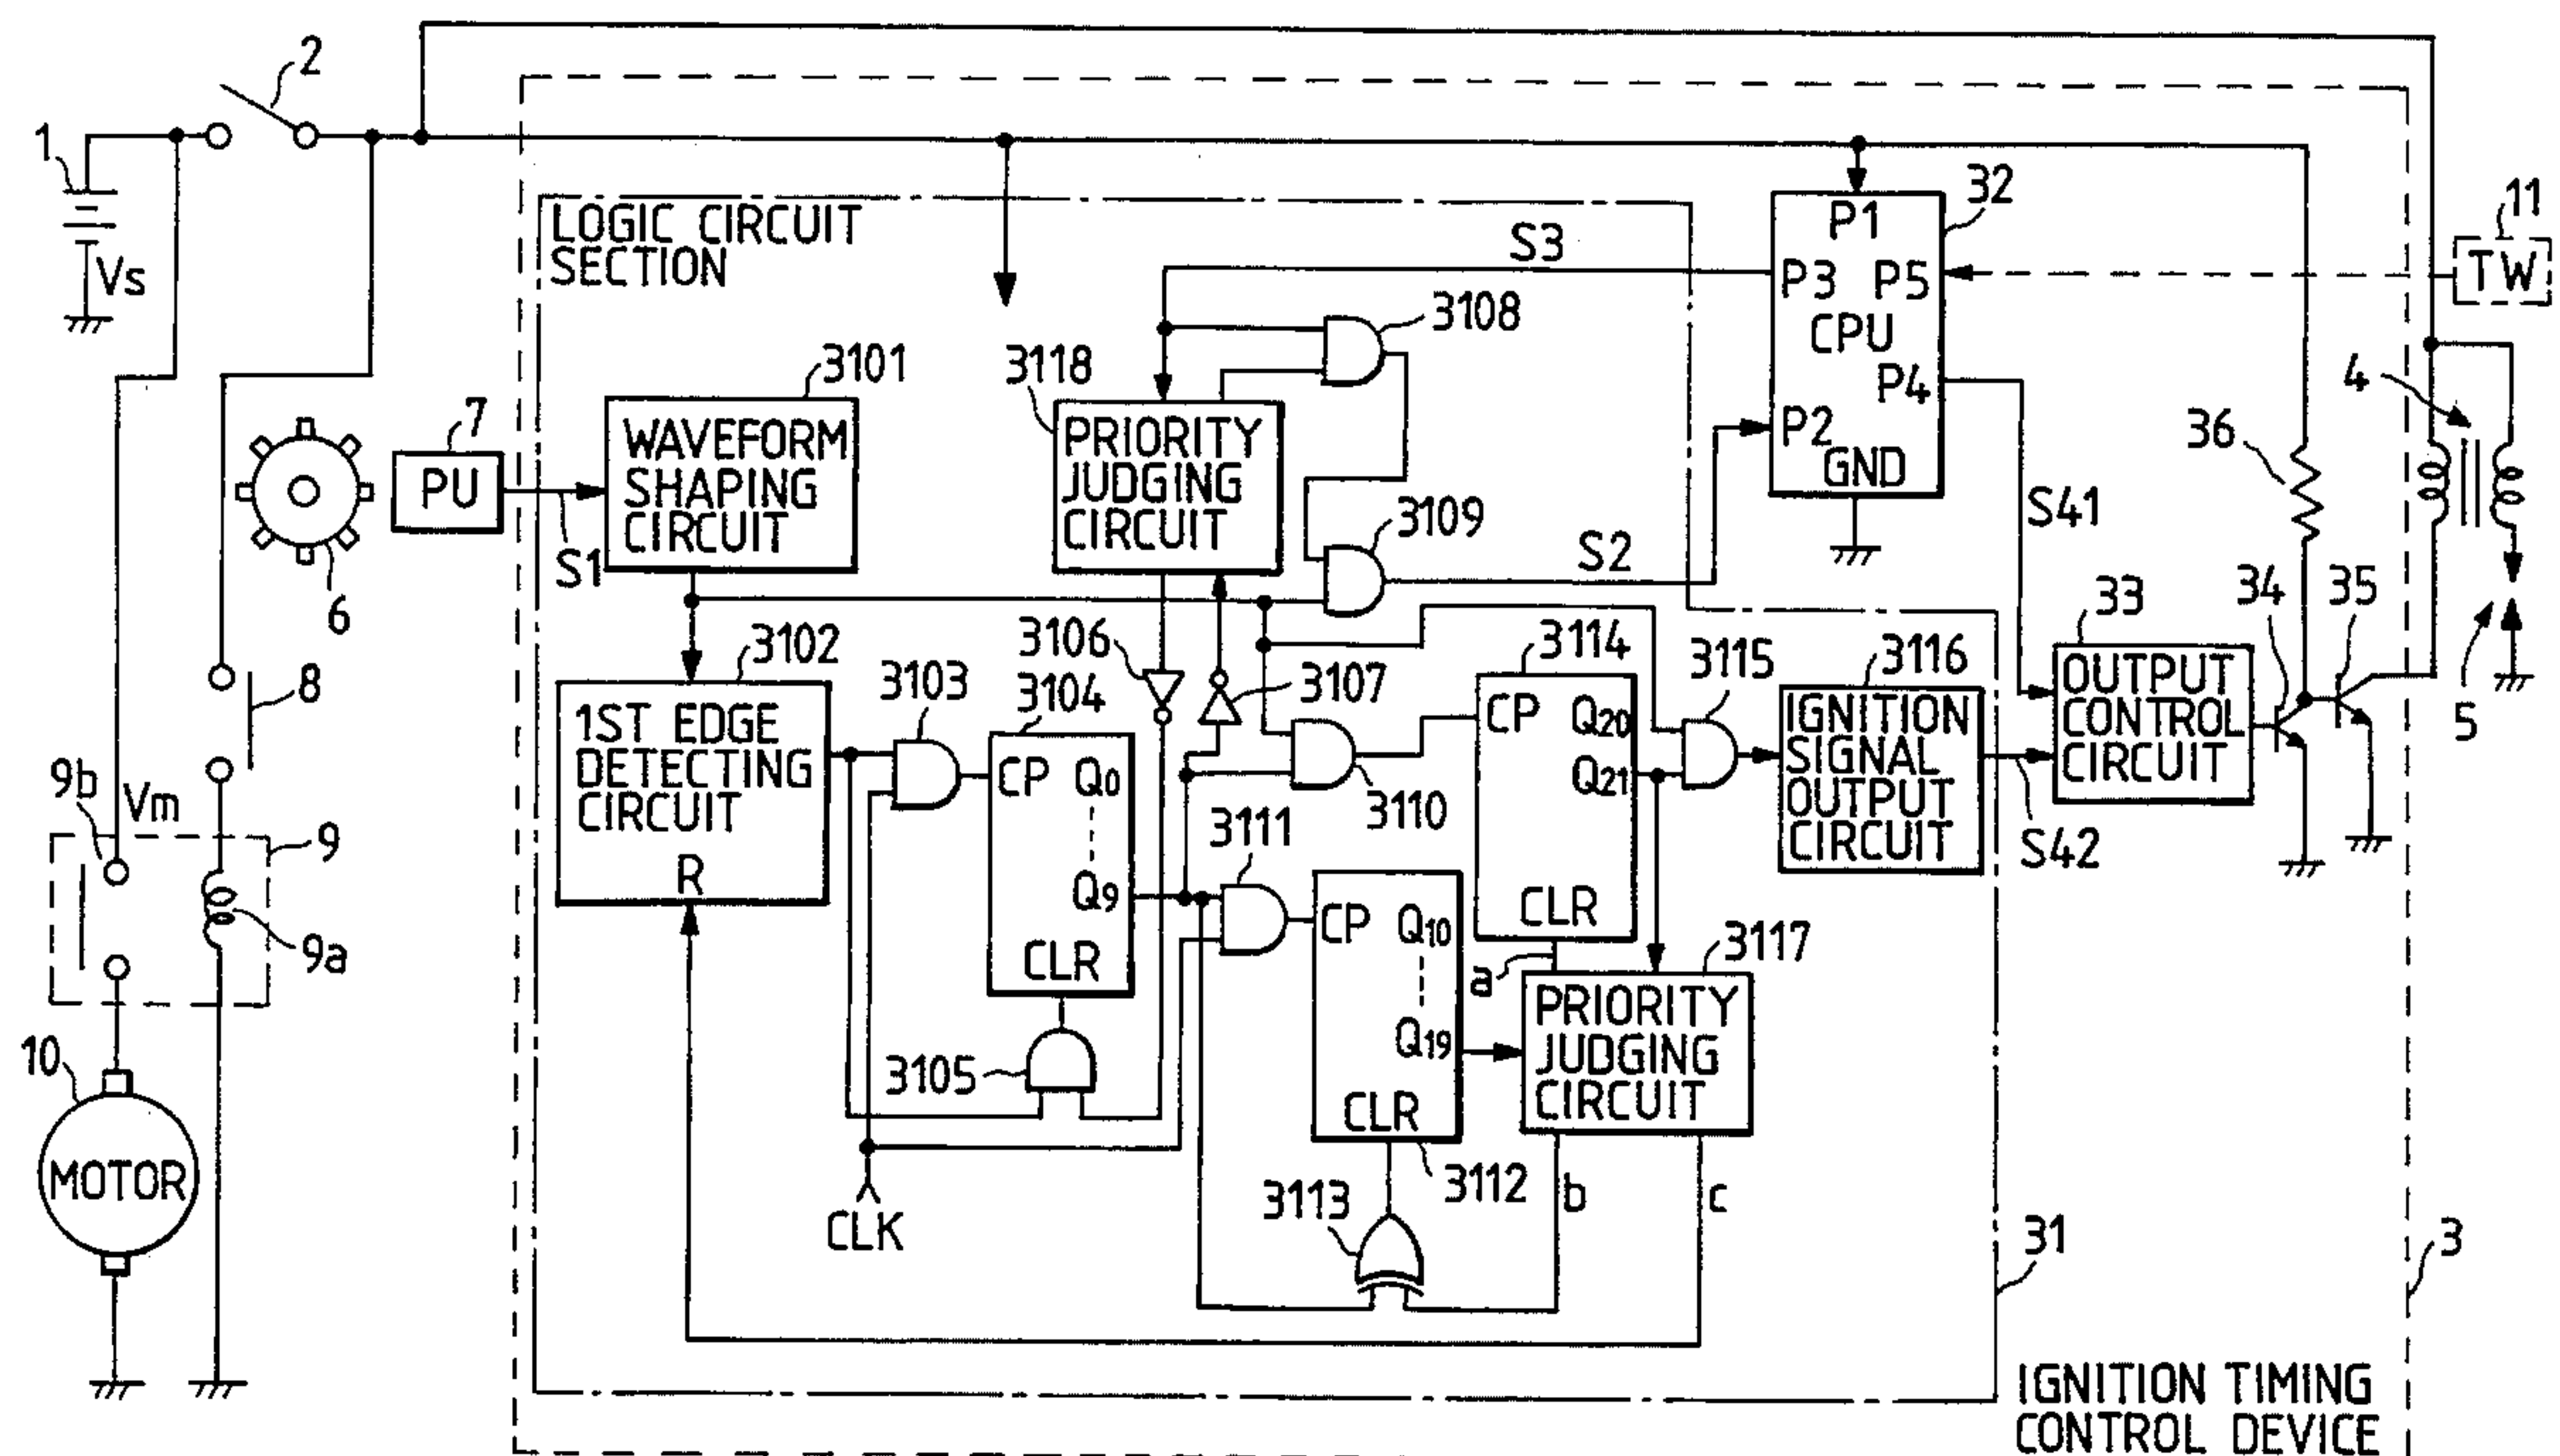 2
1
Vs
LOGIC CIRCUIT
SECTION
S3
32
11
TW
P1
P3
P5
CPU
P4
P2
GND
3108
3101
3118
4
7
PU
WAVEFORM
SHAPING
CIRCUIT
PRIORITY
JUDGING
CIRCUIT
36
3109
S1
S2
S41
6
3102
3106
3107
3114
3115
3116
33
34
35
8
3103
3104
1ST EDGE
DETECTING
CIRCUIT
R
CP Q0
Q9
CLR
CP Q20
Q21
CLR
IGNITION
SIGNAL
OUTPUT
CIRCUIT
OUTPUT
CONTROL
CIRCUIT
5
9b
Vm
9
3111
3110
S42
9a
CP Q10
Q19
CLR
a
3117
PRIORITY
JUDGING
CIRCUIT
10
3105
MOTOR
CLK
3113
3112
b
c
31
3
IGNITION TIMING
CONTROL DEVICE